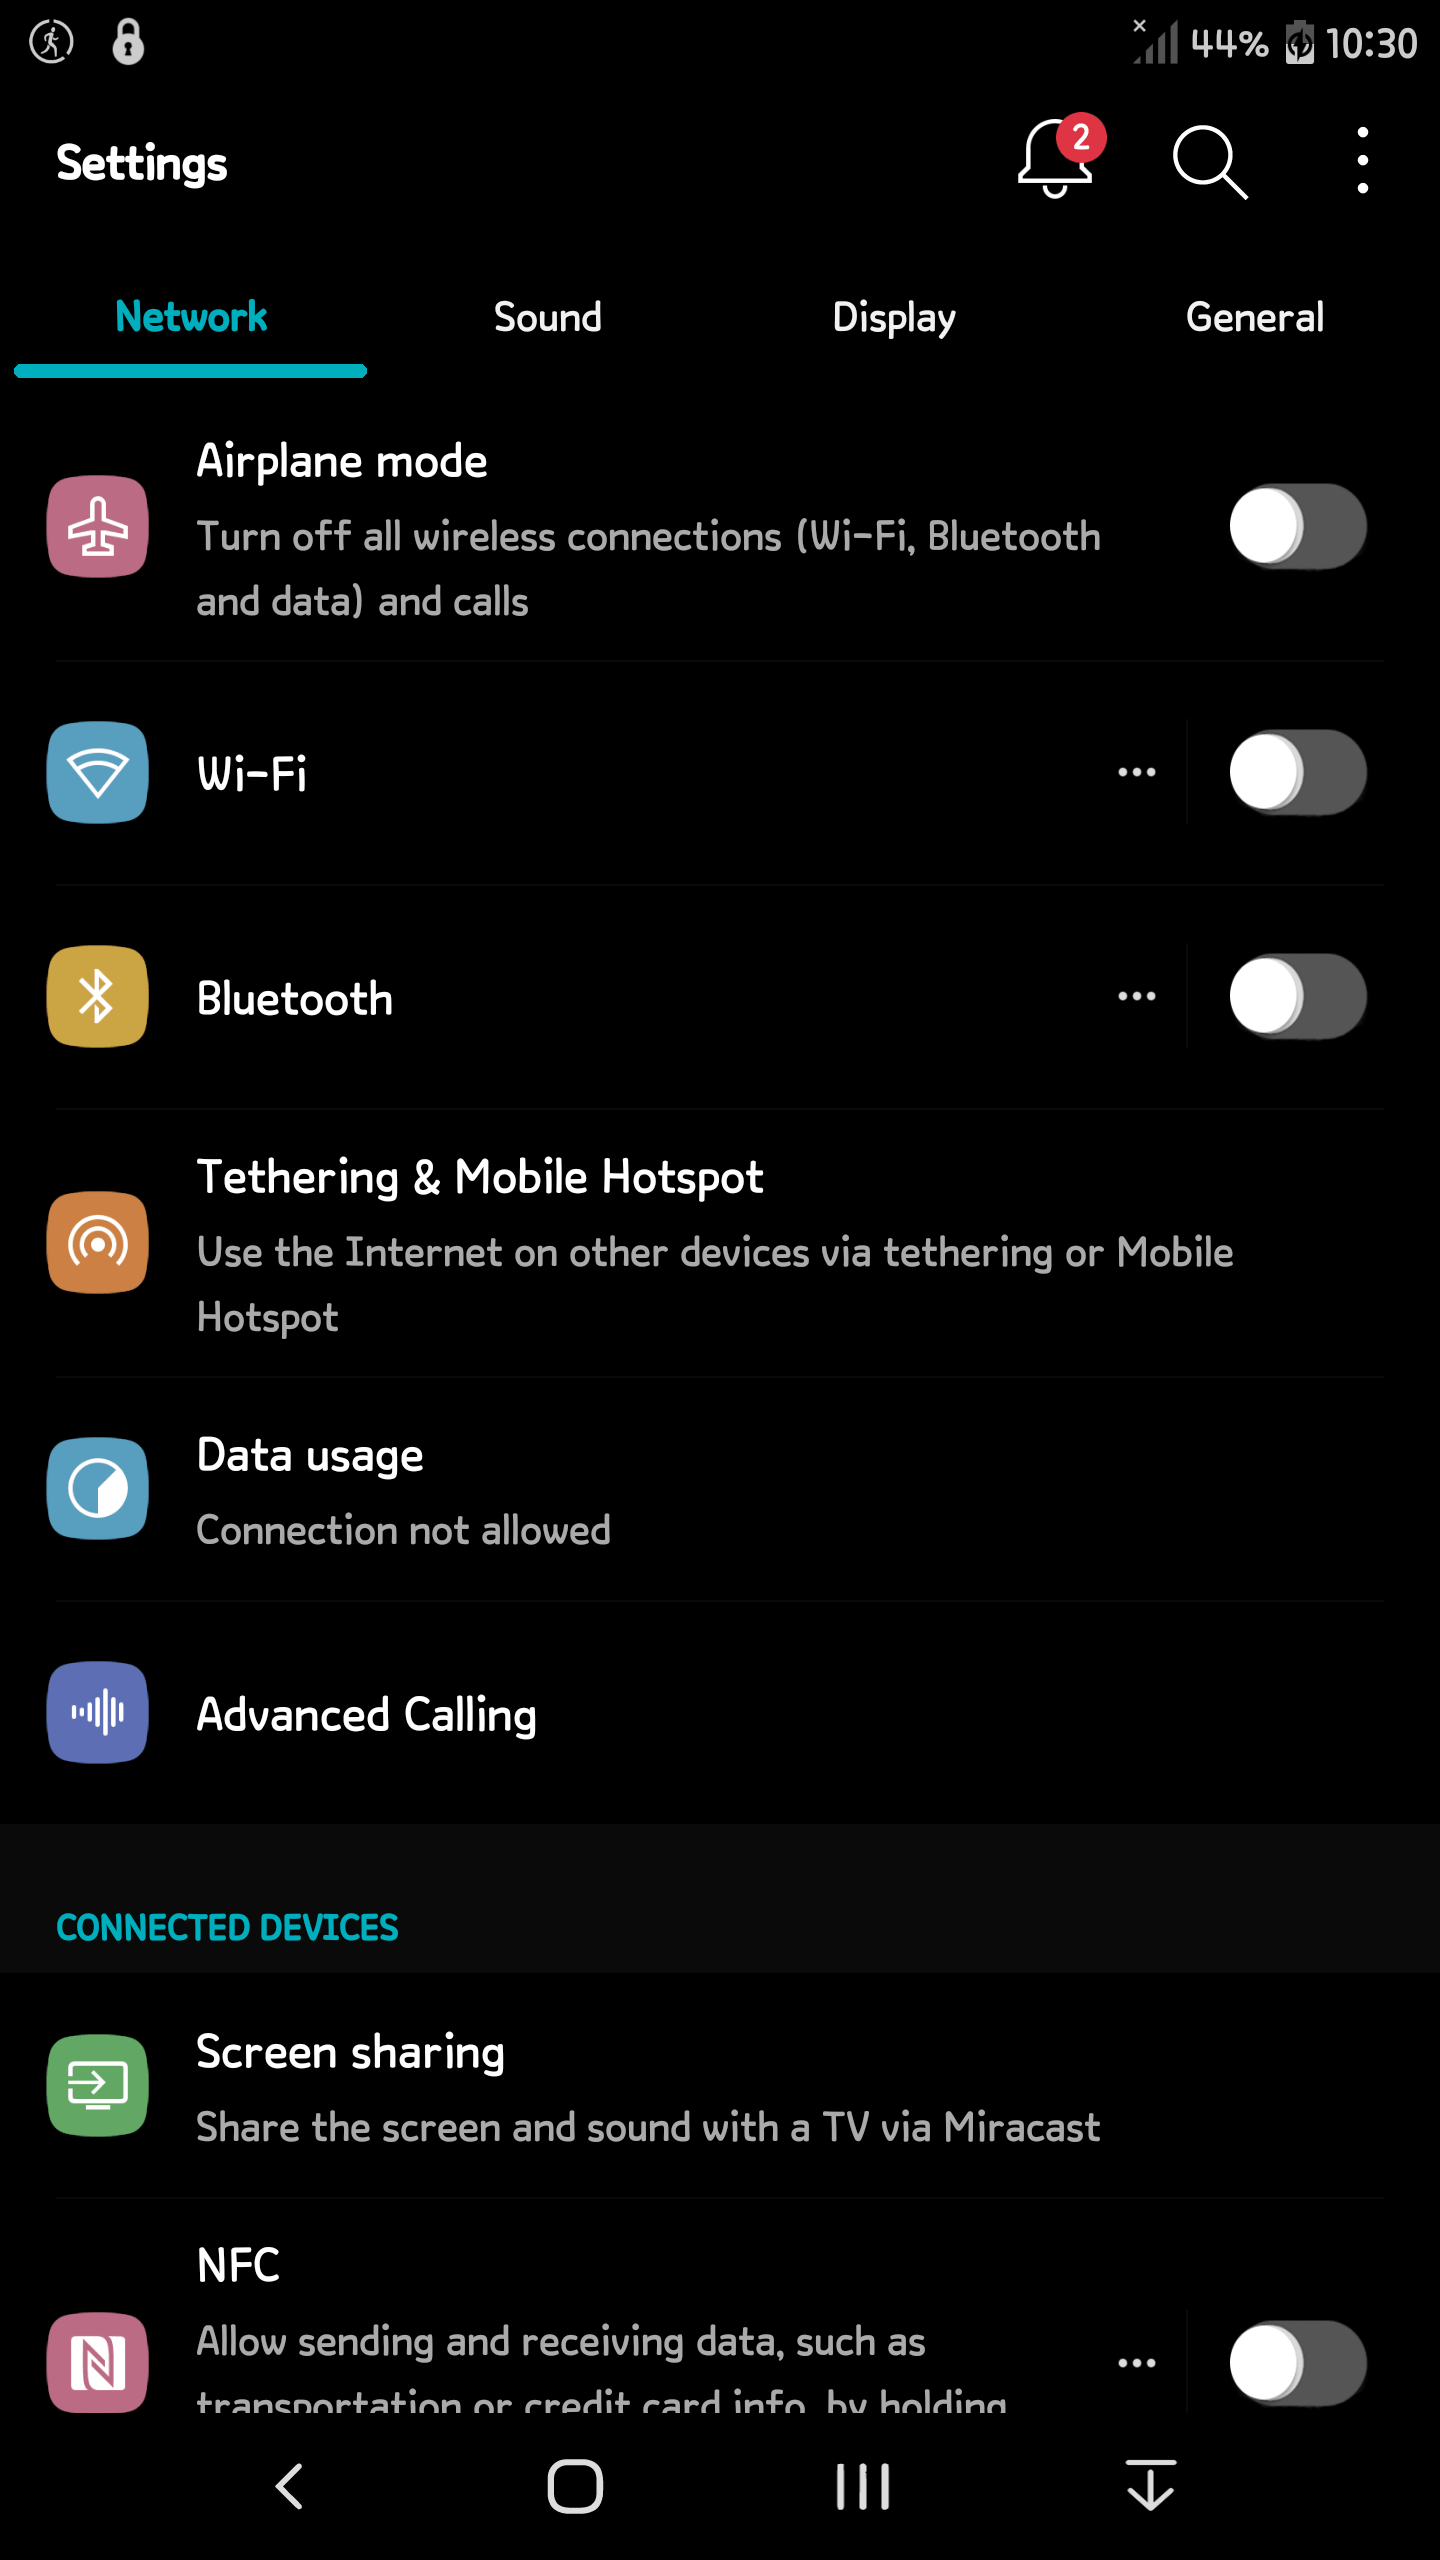 44% 10:30
Settings
2
Network Sound Display General
Airplane mode
Turn off all wireless connections (Wi-Fi, Bluetooth
and data) and calls
Wi-Fi
Bluetooth
Tethering & Mobile Hotspot
Use the Internet on other devices via tethering or Mobile
Hotspot
Data usage
Connection not allowed
Advanced Calling
CONNECTED DEVICES
Screen sharing
Share the screen and sound with a TV via Miracast
NFC
Allow sending and receiving data, such as
transportation or credit card info, by holding